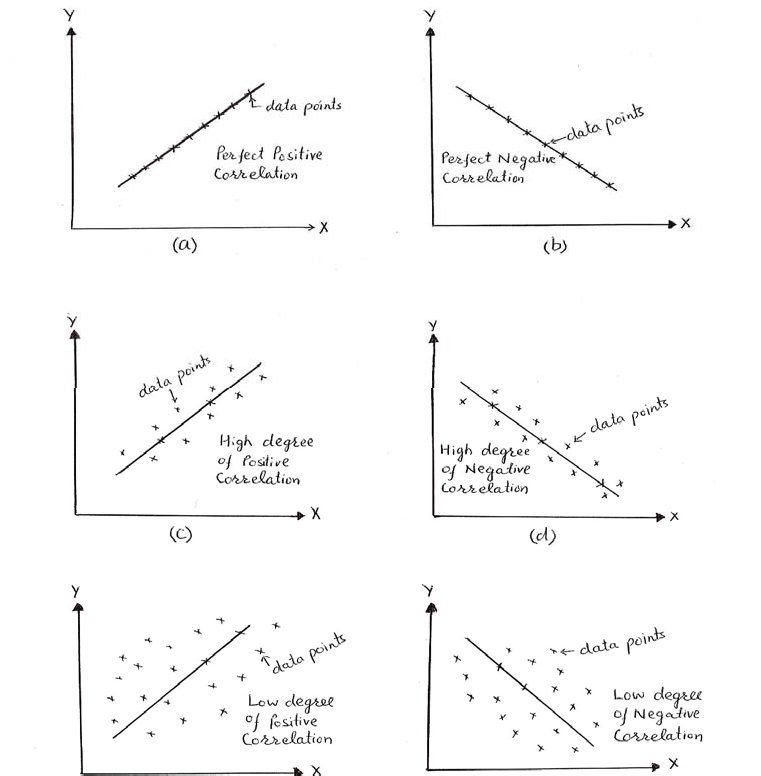 Y
data points
Perfect Positive
Correlation
X
(a)
Y
data points
Perfect Negative
Correlation
X
(b)
Y
data points
High degree
of Positive
Correlation
X
(c)
Y
data points
High degree
of Negative
Correlation
X
(d)
Y
data points
Low degree
of Positive
Correlation
X
Y
data points
Low degree
of Negative
Correlation
X